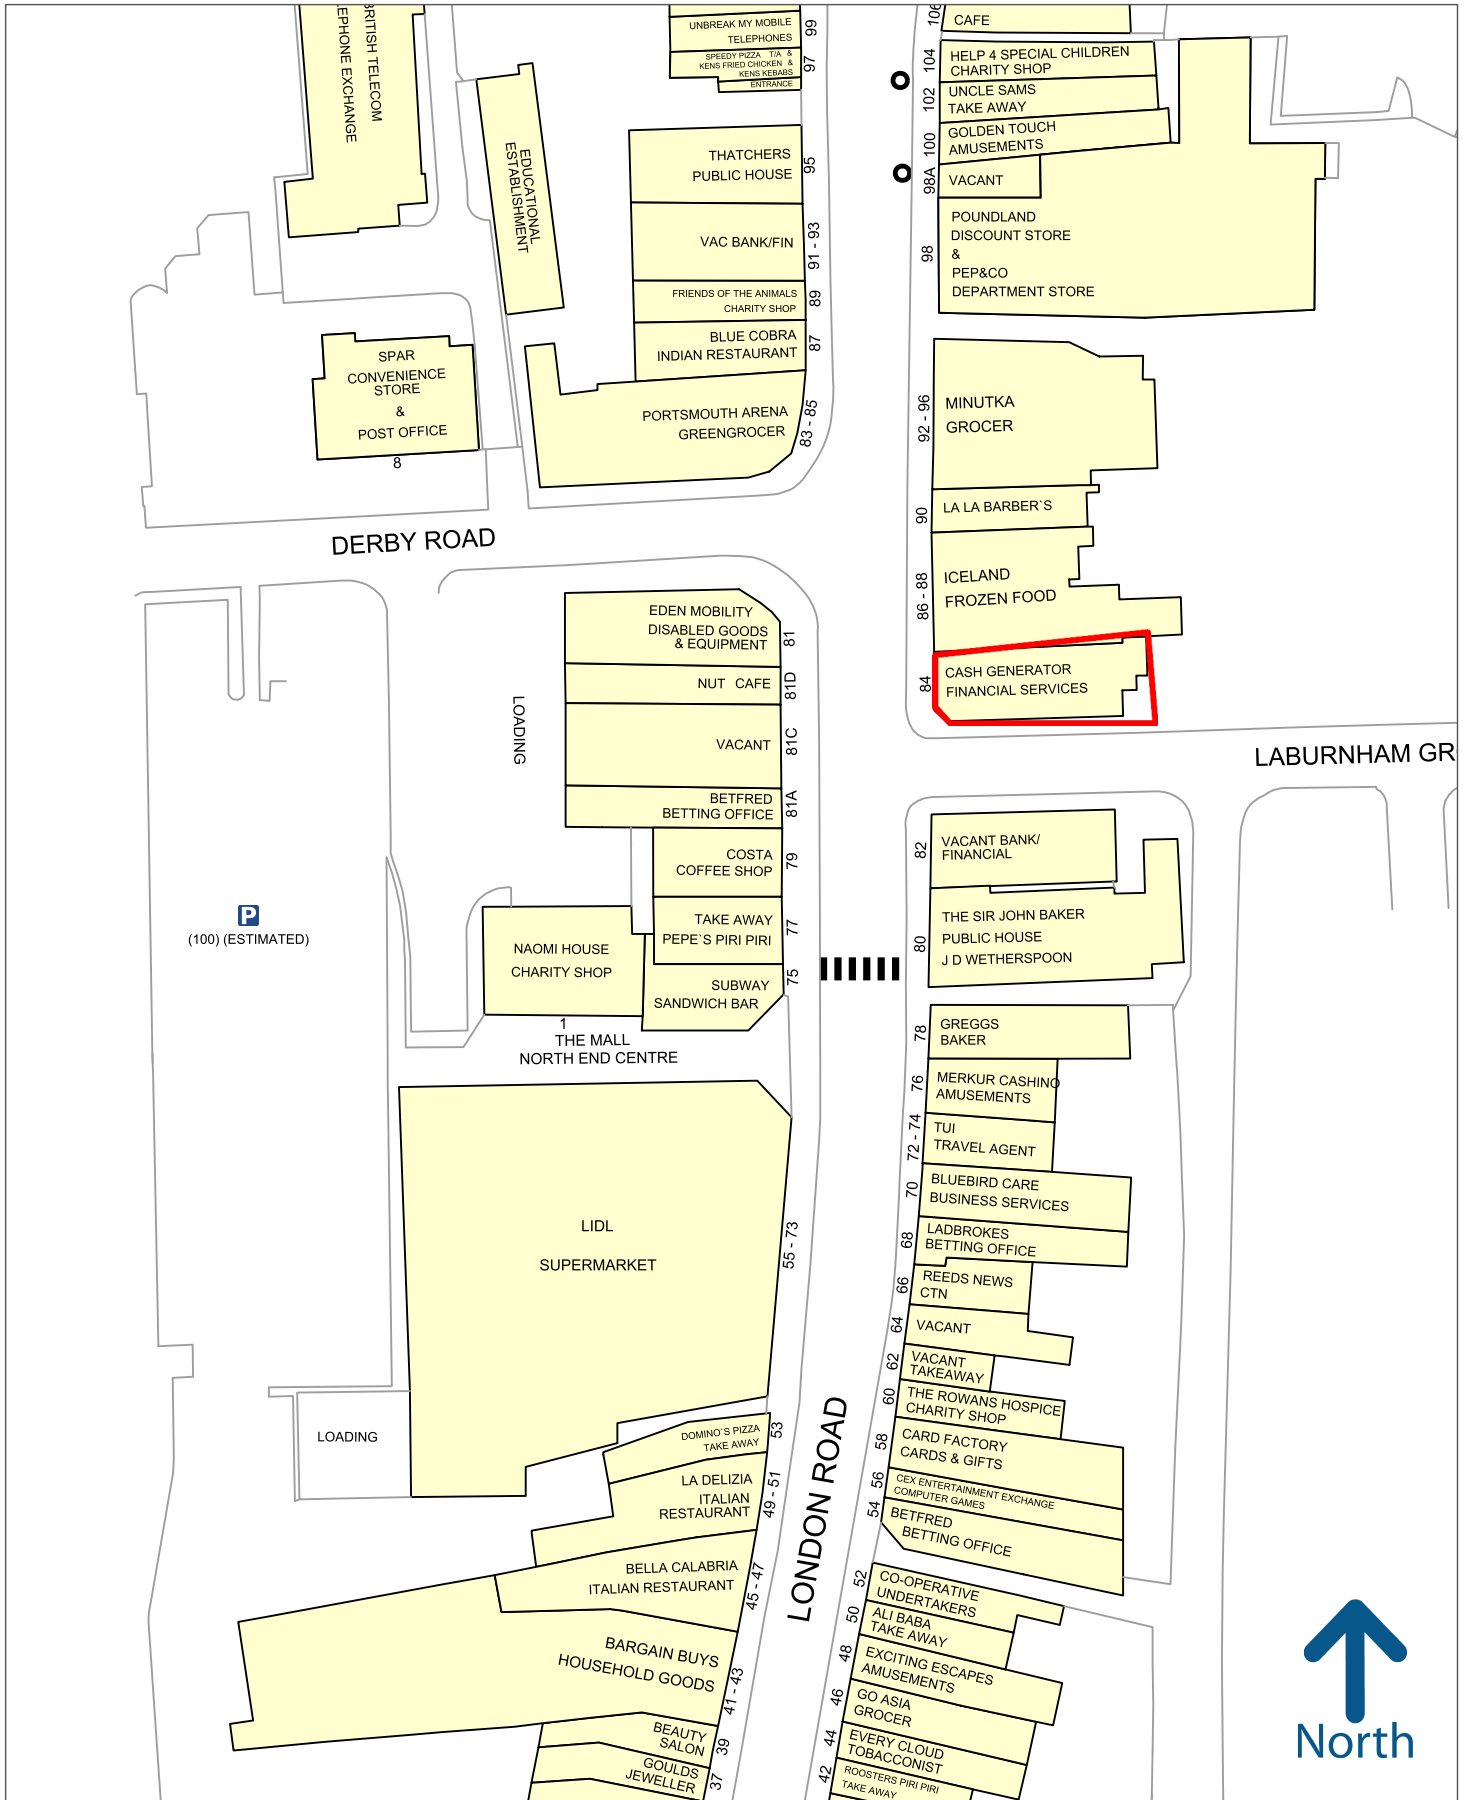 BRITISH TELECOM
EPHONE EXCHANGE
99
UNBREAK MY MOBILE
TELEPHONES
97
SPEEDY PIZZA T/A &
KENS FRIED CHICKEN &
KENS KEBABS
ENTRANCE
EDUCATIONAL
ESTABLISHMENT
THATCHERS
PUBLIC HOUSE
95
VAC BANK/FIN
91 - 93
FRIENDS OF THE ANIMALS
CHARITY SHOP
89
BLUE COBRA
INDIAN RESTAURANT
87
PORTSMOUTH ARENA
GREENGROCER
83 - 85
SPAR
CONVENIENCE
STORE
&
POST OFFICE
8
106
CAFE
104
HELP 4 SPECIAL CHILDREN
CHARITY SHOP
102
UNCLE SAMS
TAKE AWAY
100
GOLDEN TOUCH
AMUSEMENTS
98A
VACANT
98
POUNDLAND
DISCOUNT STORE
&
PEP&CO
DEPARTMENT STORE
92 - 96
MINUTKA
GROCER
90
LA LA BARBER`S
86 - 88
ICELAND
FROZEN FOOD
84
CASH GENERATOR
FINANCIAL SERVICES
DERBY ROAD
LABURNHAM GR
EDEN MOBILITY
DISABLED GOODS
& EQUIPMENT
81
NUT CAFE
81D
VACANT
81C
BETFRED
BETTING OFFICE
81A
LOADING
COSTA
COFFEE SHOP
79
TAKE AWAY
PEPE`S PIRI PIRI
77
SUBWAY
SANDWICH BAR
75
NAOMI HOUSE
CHARITY SHOP
1
THE MALL
NORTH END CENTRE
P
(100) (ESTIMATED)
82
VACANT BANK/
FINANCIAL
80
THE SIR JOHN BAKER
PUBLIC HOUSE
J D WETHERSPOON
78
GREGGS
BAKER
76
MERKUR CASHINO
AMUSEMENTS
72 - 74
TUI
TRAVEL AGENT
70
BLUEBIRD CARE
BUSINESS SERVICES
68
LADBROKES
BETTING OFFICE
66
REEDS NEWS
CTN
64
VACANT
62
VACANT
TAKEAWAY
60
THE ROWANS HOSPICE
CHARITY SHOP
58
CARD FACTORY
CARDS & GIFTS
56
CEX ENTERTAINMENT EXCHANGE
COMPUTER GAMES
54
BETFRED
BETTING OFFICE
LIDL
SUPERMARKET
55 - 73
LOADING
DOMINO`S PIZZA
TAKE AWAY
53
LA DELIZIA
ITALIAN
RESTAURANT
49 - 51
BELLA CALABRIA
ITALIAN RESTAURANT
45 - 47
BARGAIN BUYS
HOUSEHOLD GOODS
41 - 43
BEAUTY
SALON
39
GOULDS
JEWELLER
37
LONDON ROAD
52
CO-OPERATIVE
UNDERTAKERS
50
ALI BABA
TAKE AWAY
48
EXCITING ESCAPES
AMUSEMENTS
46
GO ASIA
GROCER
44
EVERY CLOUD
TOBACCONIST
42
ROOSTERS PIRI PIRI
TAKE AWAY
North